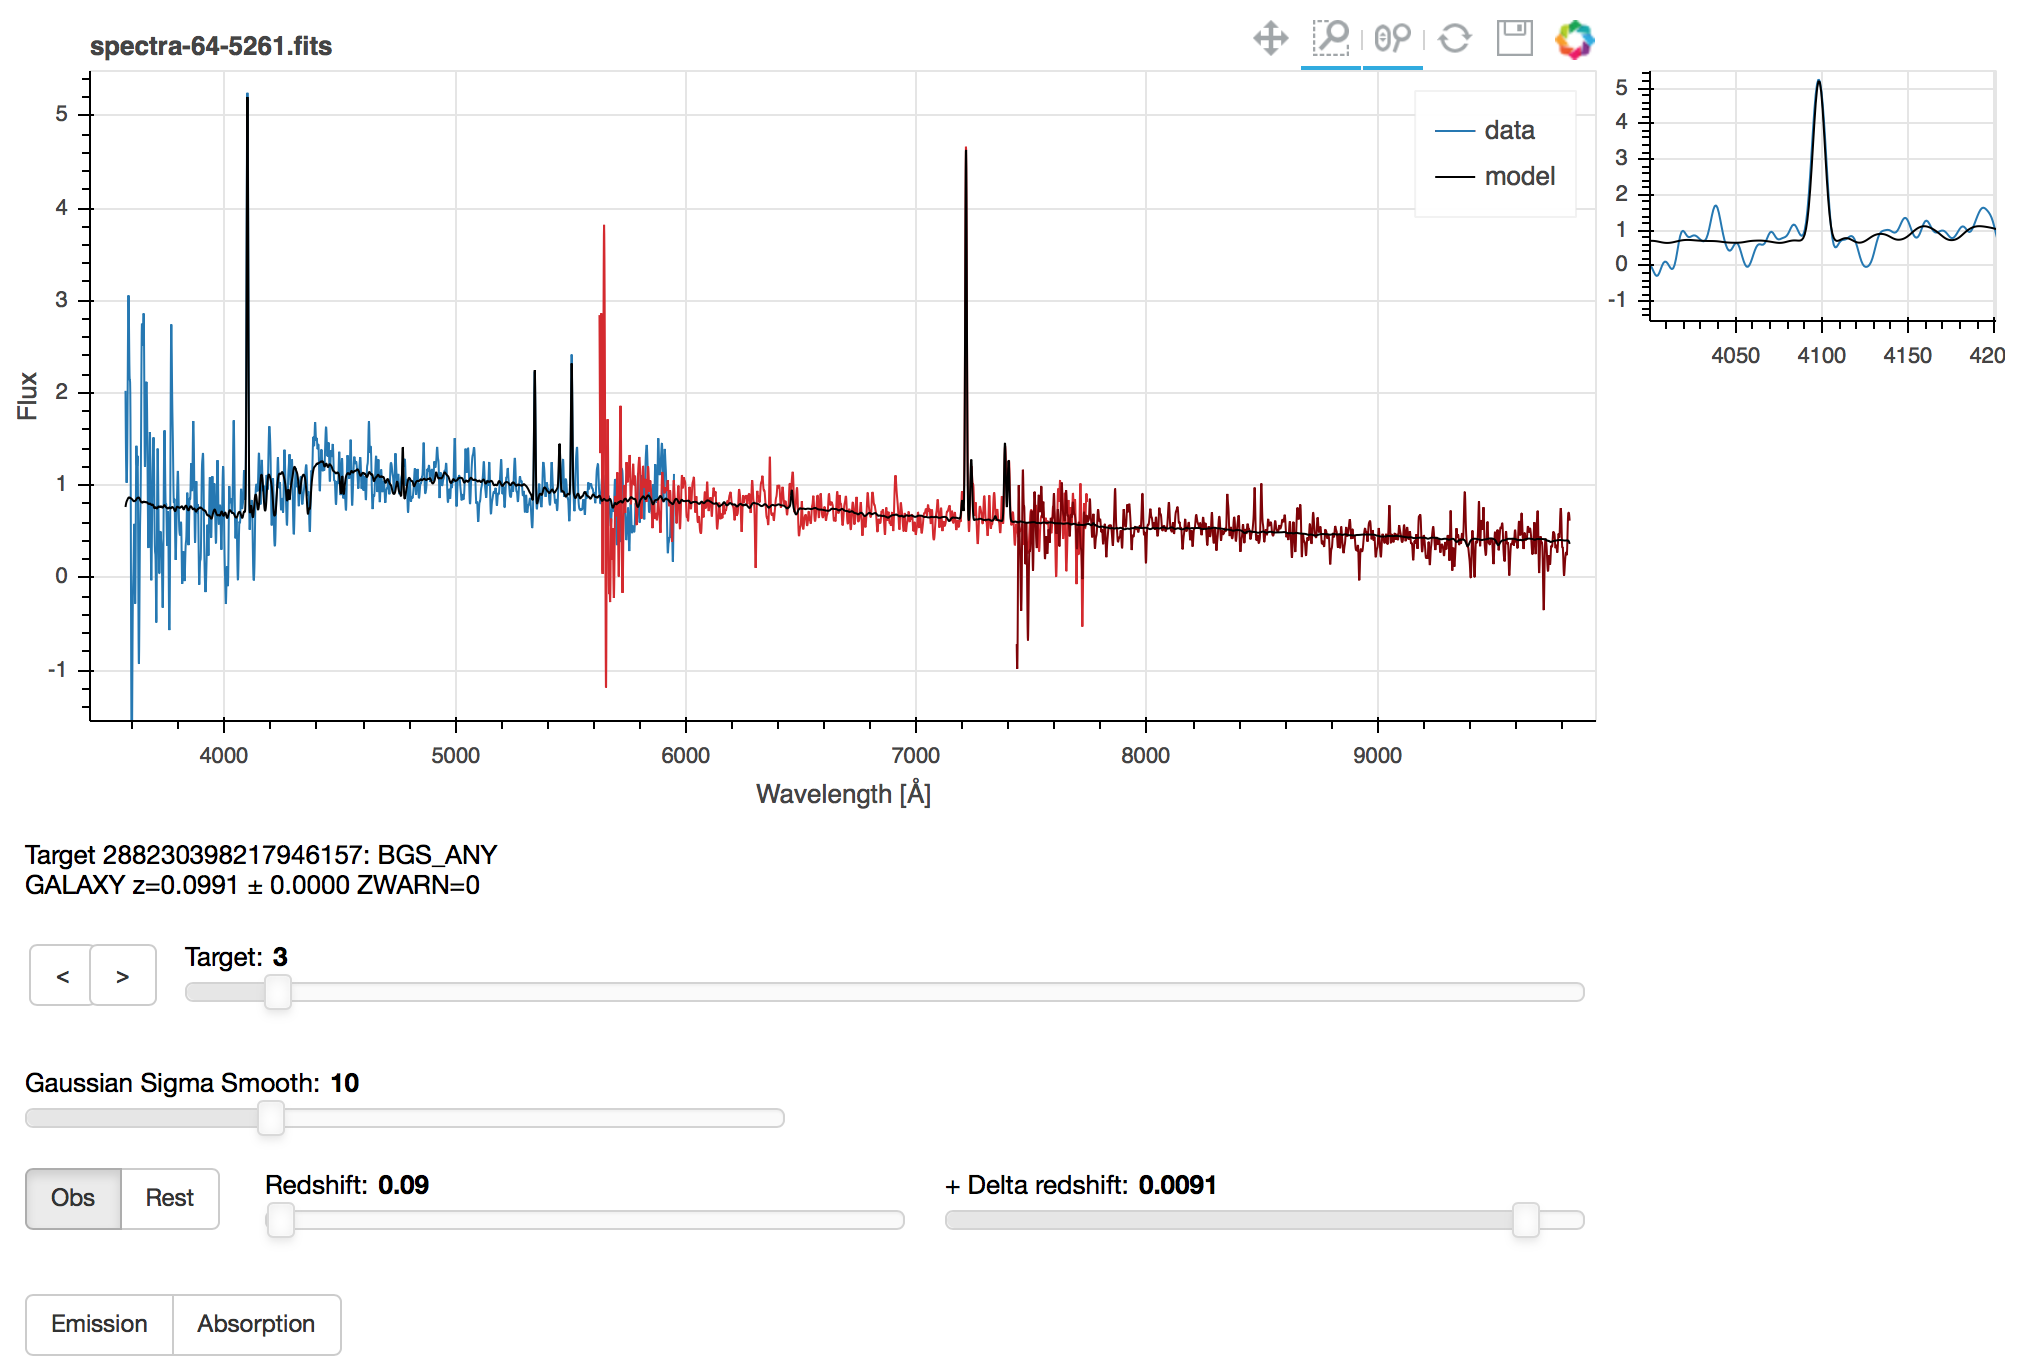 spectra-64-5261.fits
data
model
5
4
3
2
1
0
-1
Flux
4000 5000 6000 7000 8000 9000
Wavelength [Å]
5
4
3
2
1
0
-1
4050 4100 4150 420
Target 288230398217946157: BGS_ANY
GALAXY z=0.0991 ± 0.0000 ZWARN=0
< >
Target: 3
Gaussian Sigma Smooth: 10
Obs Rest
Redshift: 0.09
+ Delta redshift: 0.0091
Emission Absorption